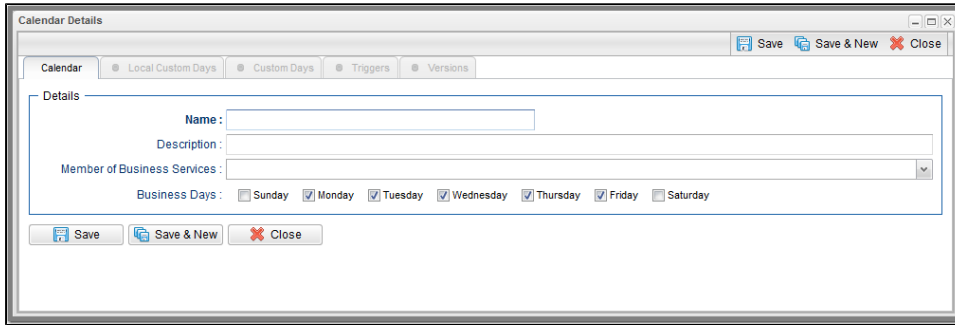 Calendar Details
Save Save & New Close
Calendar Local Custom Days Custom Days Triggers Versions
Details
Name :
Description :
Member of Business Services :
Business Days : Sunday Monday Tuesday Wednesday Thursday Friday Saturday
Save Save & New Close